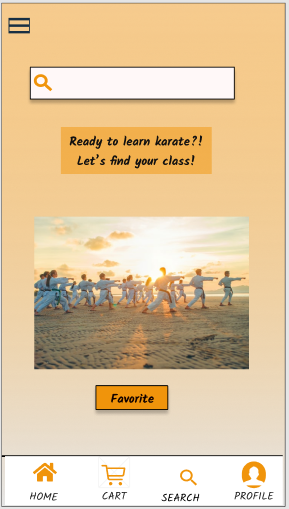 Ready to learn karate?!
Let's find your class!
Favorite
HOME CART SEARCH PROFILE